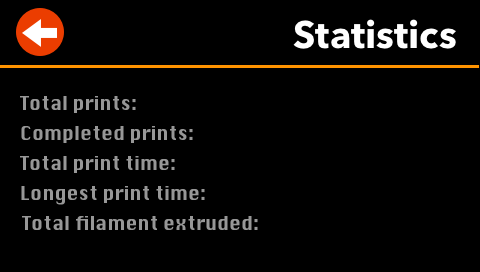 Statistics
Total prints:
Completed prints:
Total print time:
Longest print time:
Total filament extruded: